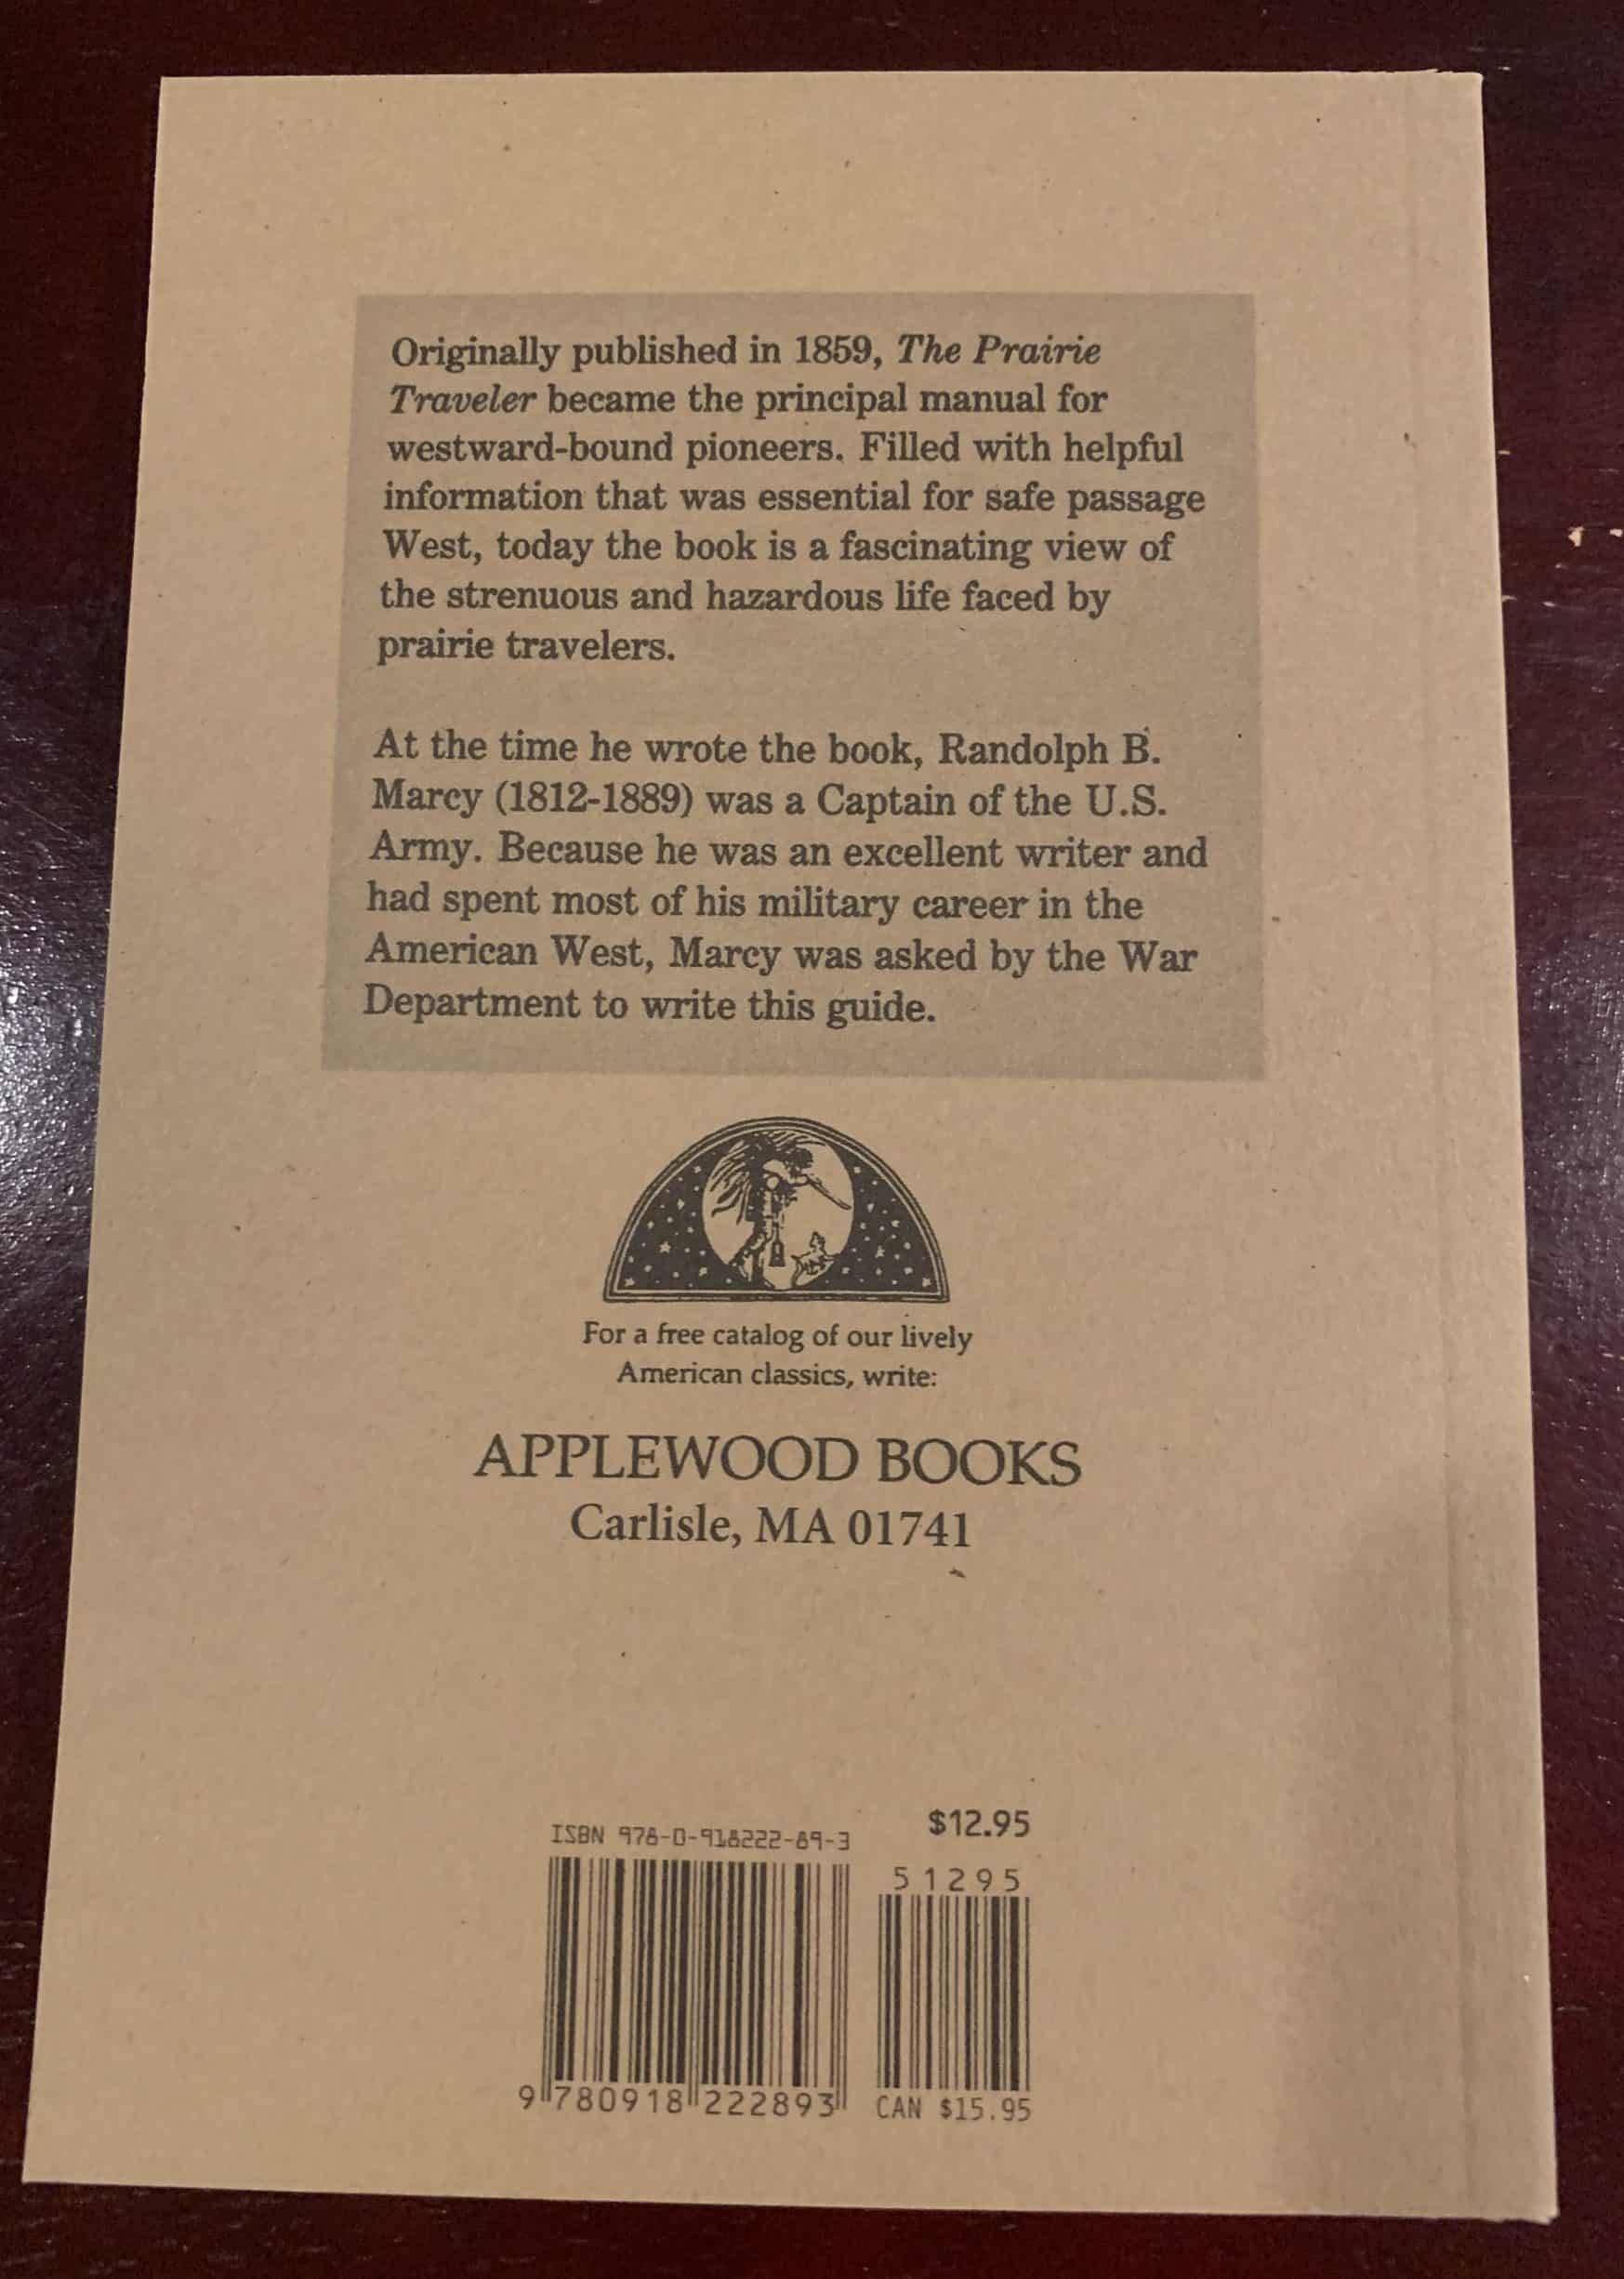 Originally published in 1859, The Prairie
Traveler became the principal manual for
westward-bound pioneers. Filled with helpful
information that was essential for safe passage
West, today the book is a fascinating view of
the strenuous and hazardous life faced by
prairie travelers.
At the time he wrote the book, Randolph B.
Marcy (1812-1889) was a Captain of the U.S.
Army. Because he was an excellent writer and
had spent most of his military career in the
American West, Marcy was asked by the War
Department to write this guide.
For a free catalog of our lively
American classics, write:
APPLEWOOD BOOKS
Carlisle, MA 01741
ISBN 978-0-918222-89-3
$12.95
51295
9 780918 222893
CAN $15.95